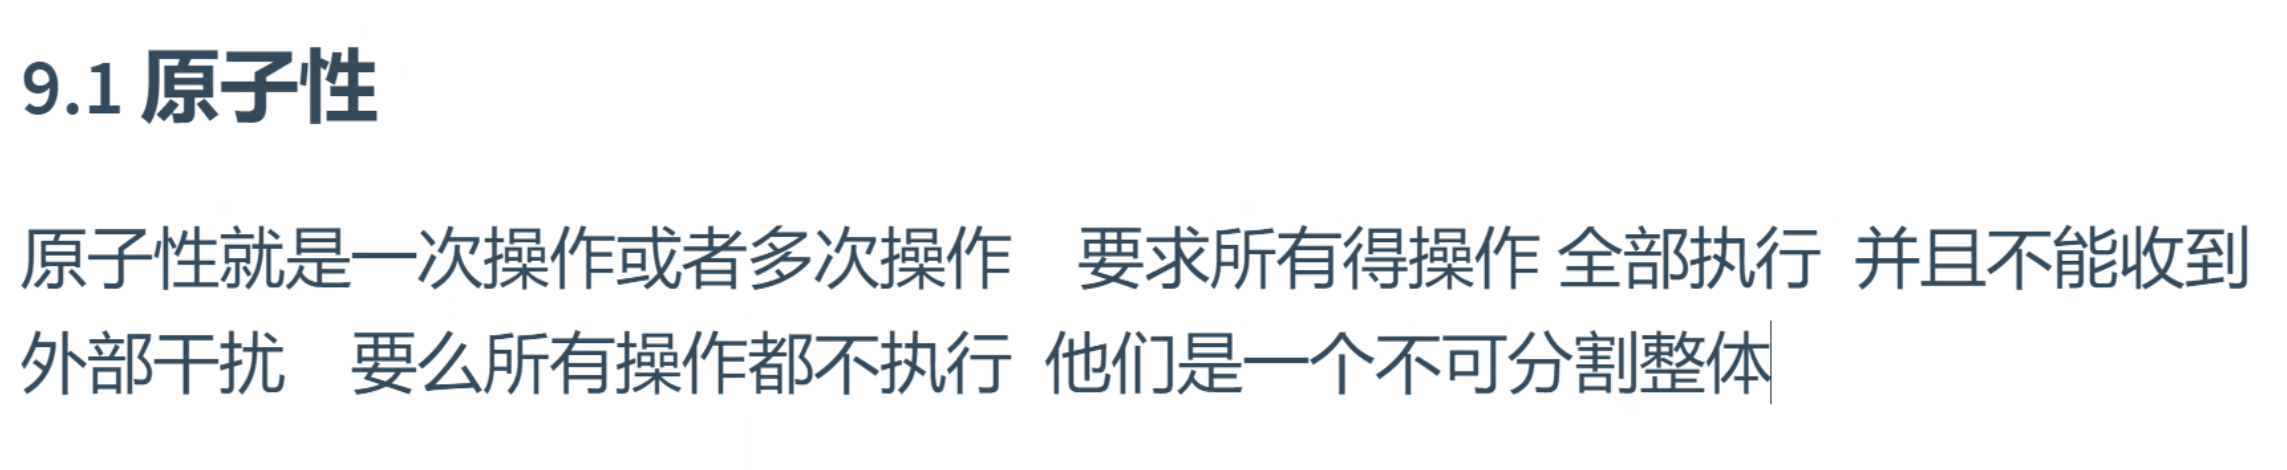 9.1 原子性
原子性就是一次操作或者多次操作　要求所有得操作 全部执行  并且不能收到
外部干扰　要么所有操作都不执行  他们是一个不可分割整体